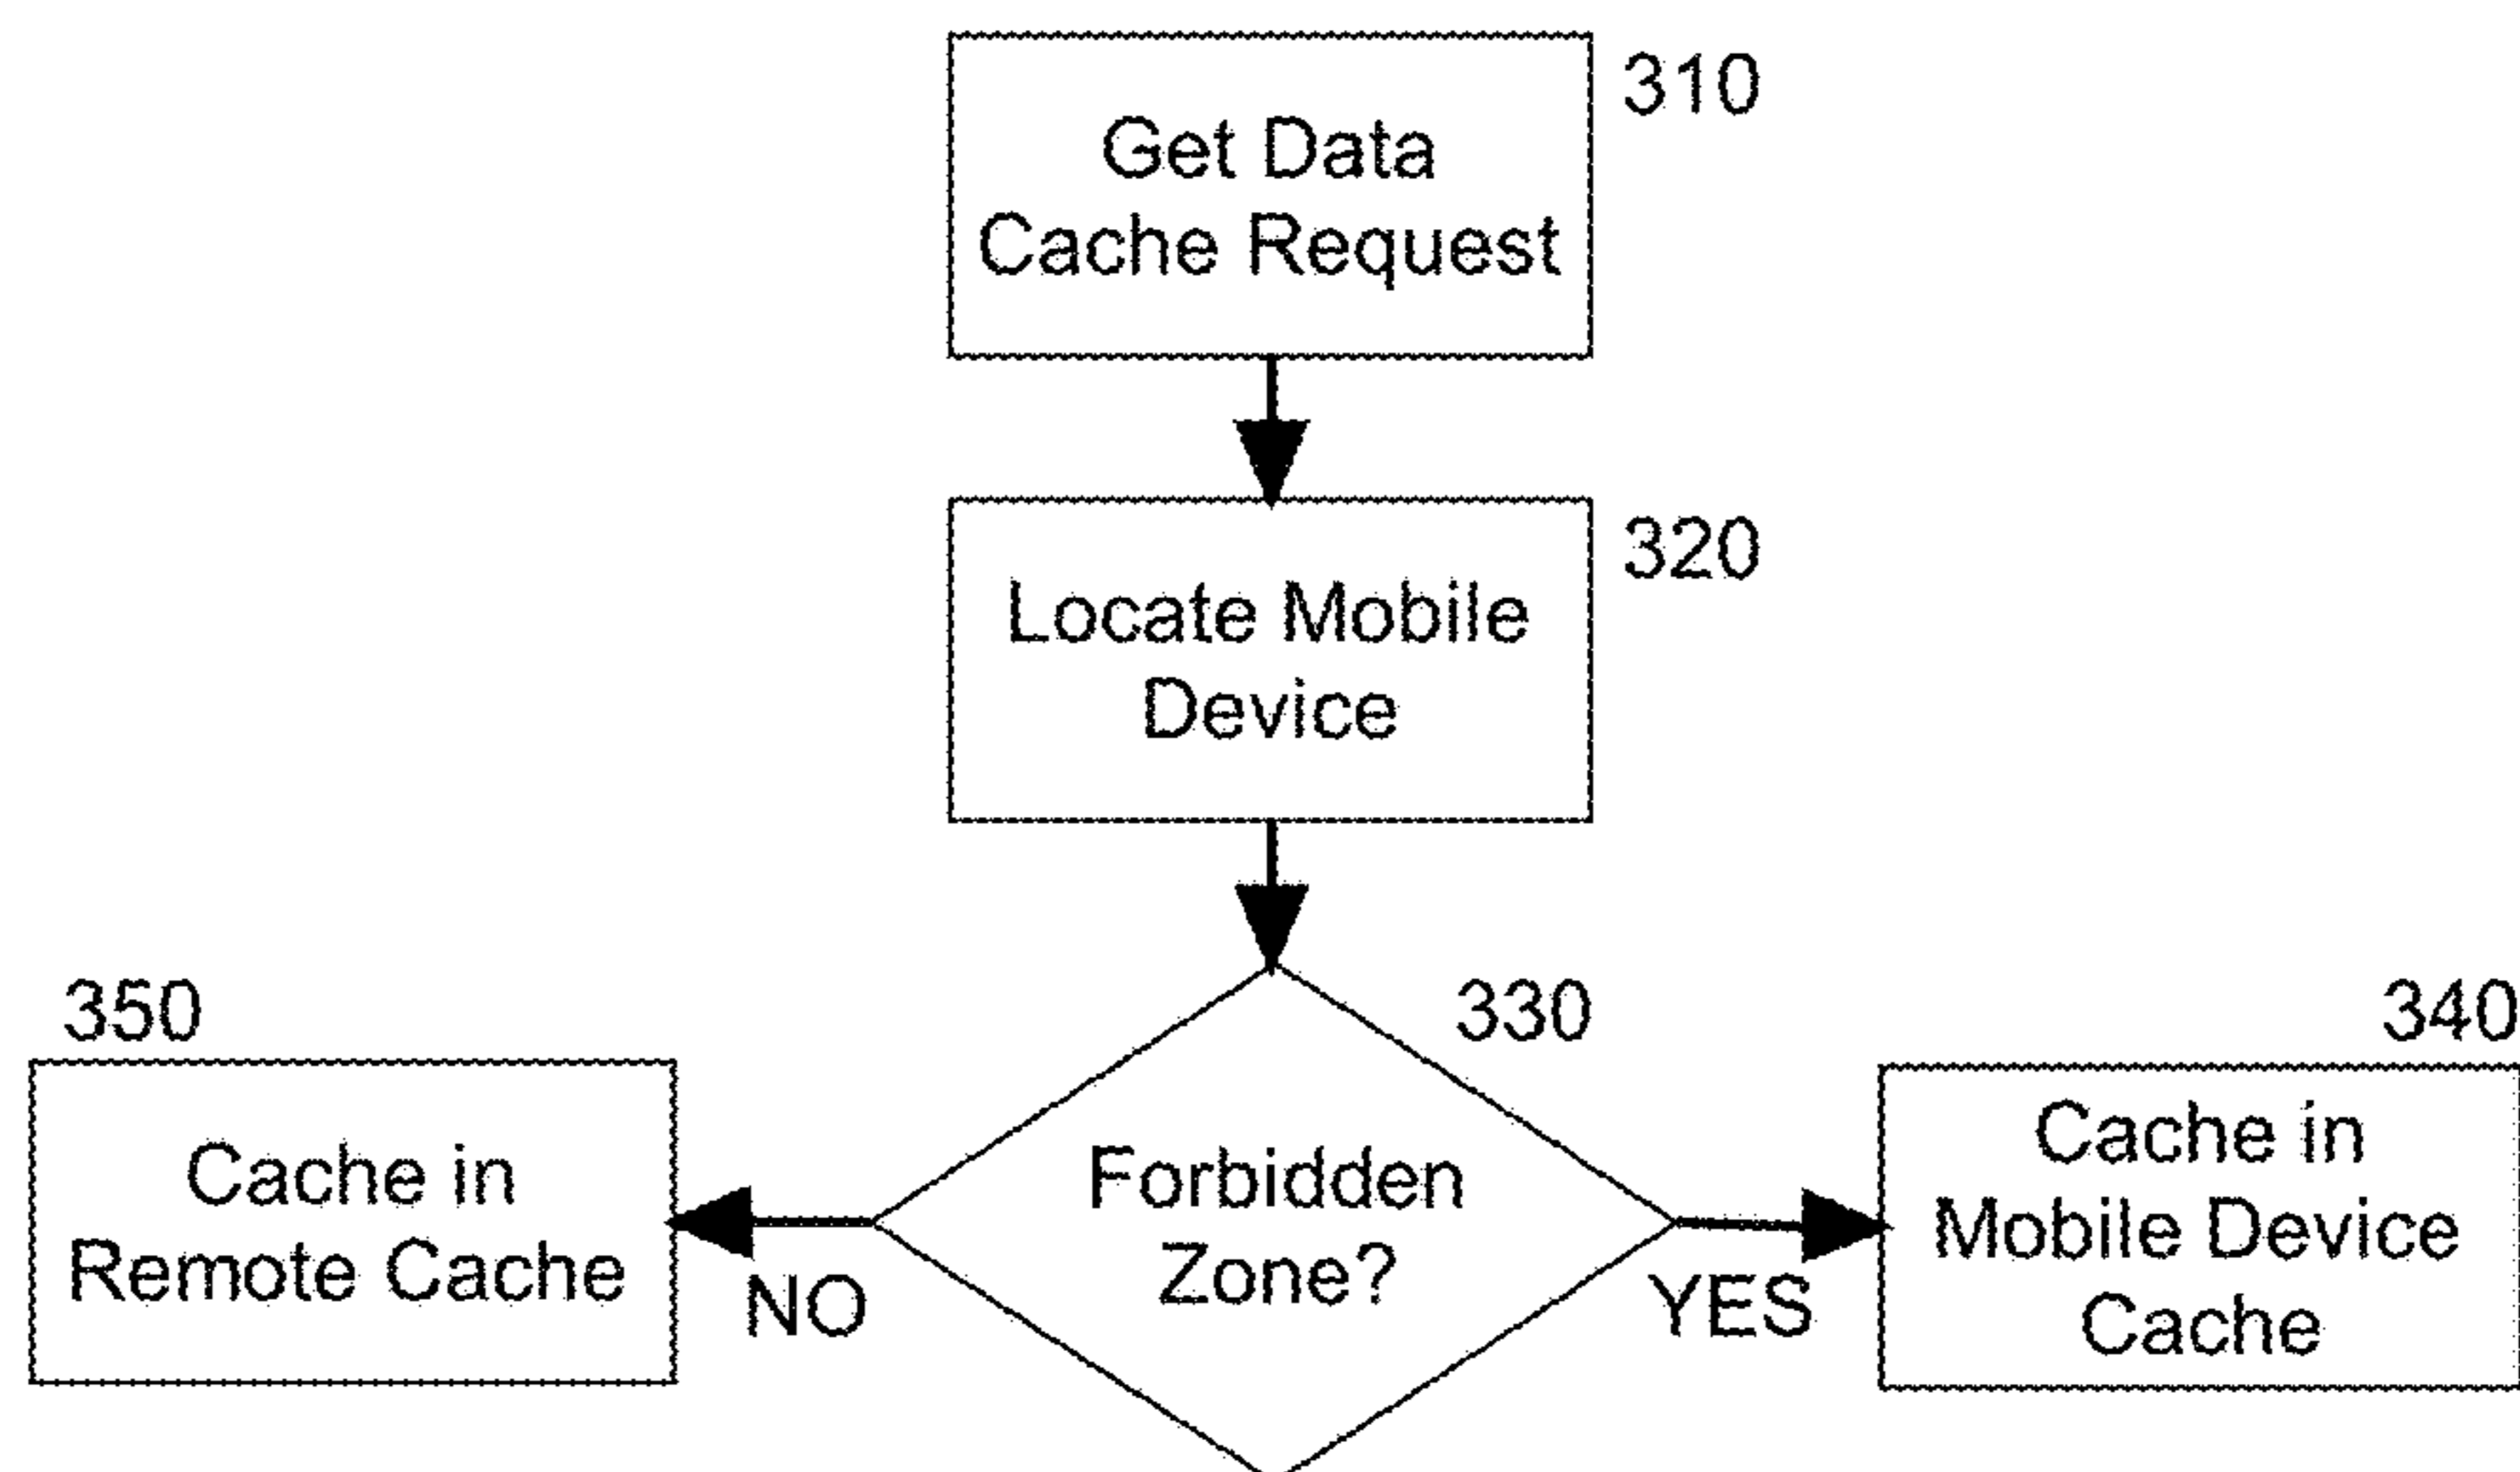 310
Get Data
Cache Request
320
Locate Mobile
Device
350
330
340
Cache in
Remote Cache
NO
Forbidden
Zone?
YES
Cache in
Mobile Device
Cache